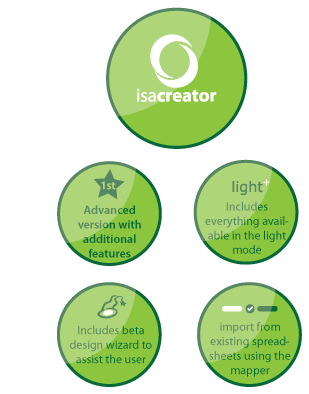 isacreator
1st
Advanced
version with
additional
features
light+
Includes
everything avail-
able in the light
mode
Includes beta
design wizard to
assist the user
import from
existing spread-
sheets using the
mapper